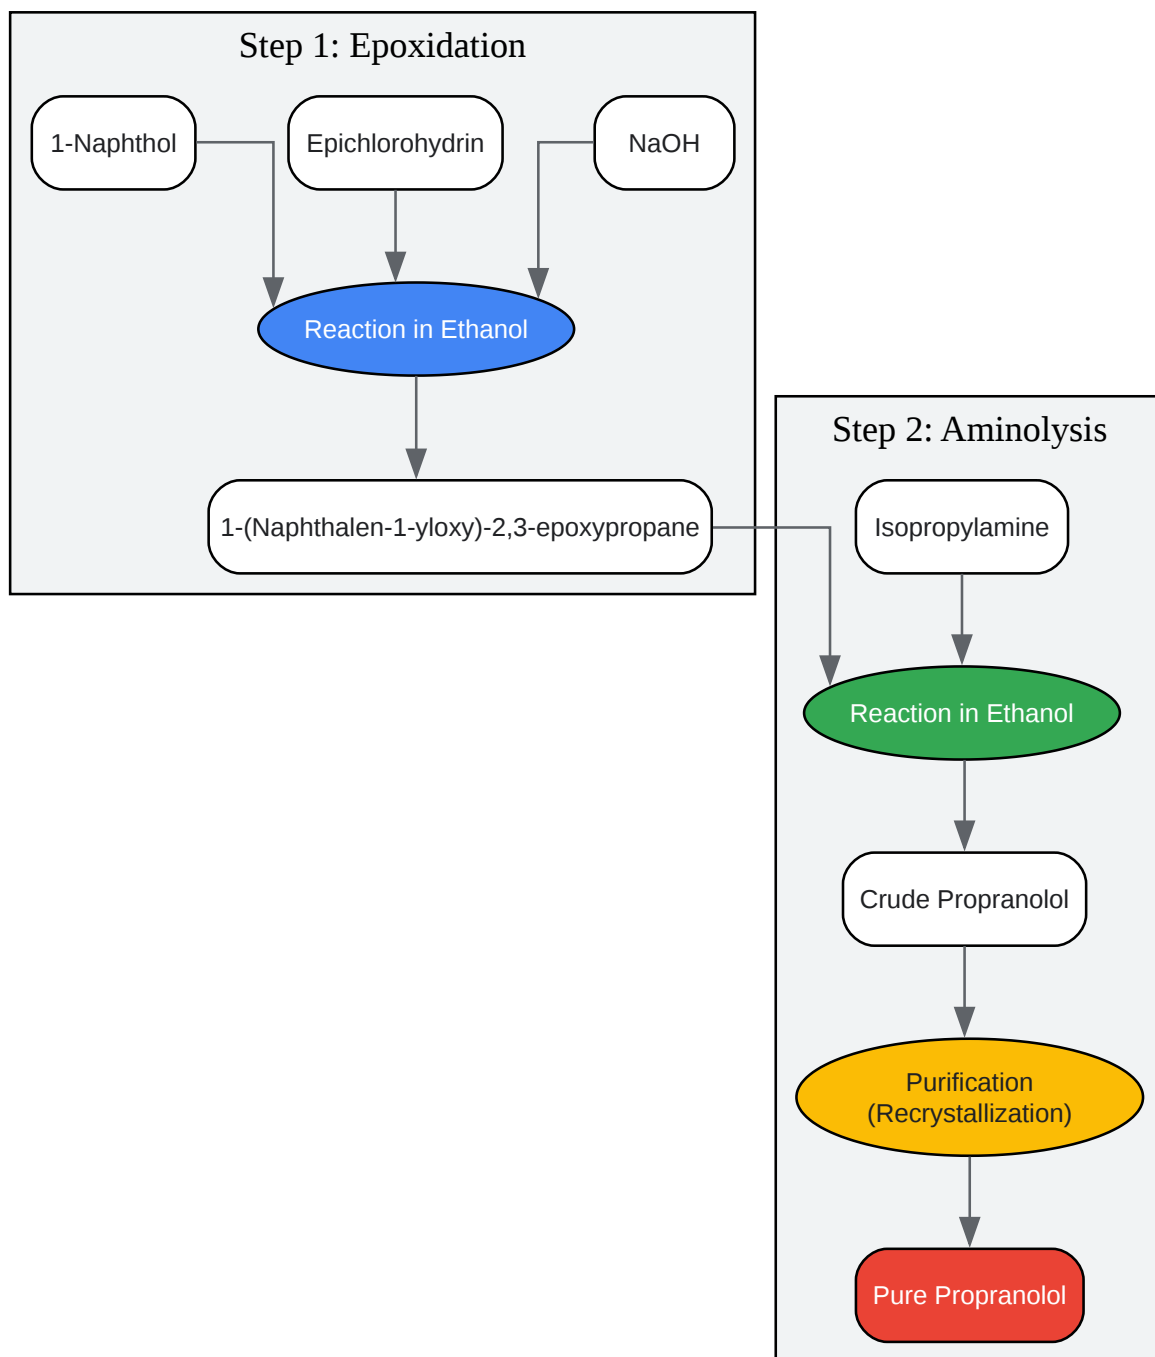 Step 1: Epoxidation
1-Naphthol
Epichlorohydrin
NaOH
Reaction in Ethanol
1-(Naphthalen-1-yloxy)-2,3-epoxypropane
Step 2: Aminolysis
Isopropylamine
Reaction in Ethanol
Crude Propranolol
Purification
(Recrystallization)
Pure Propranolol